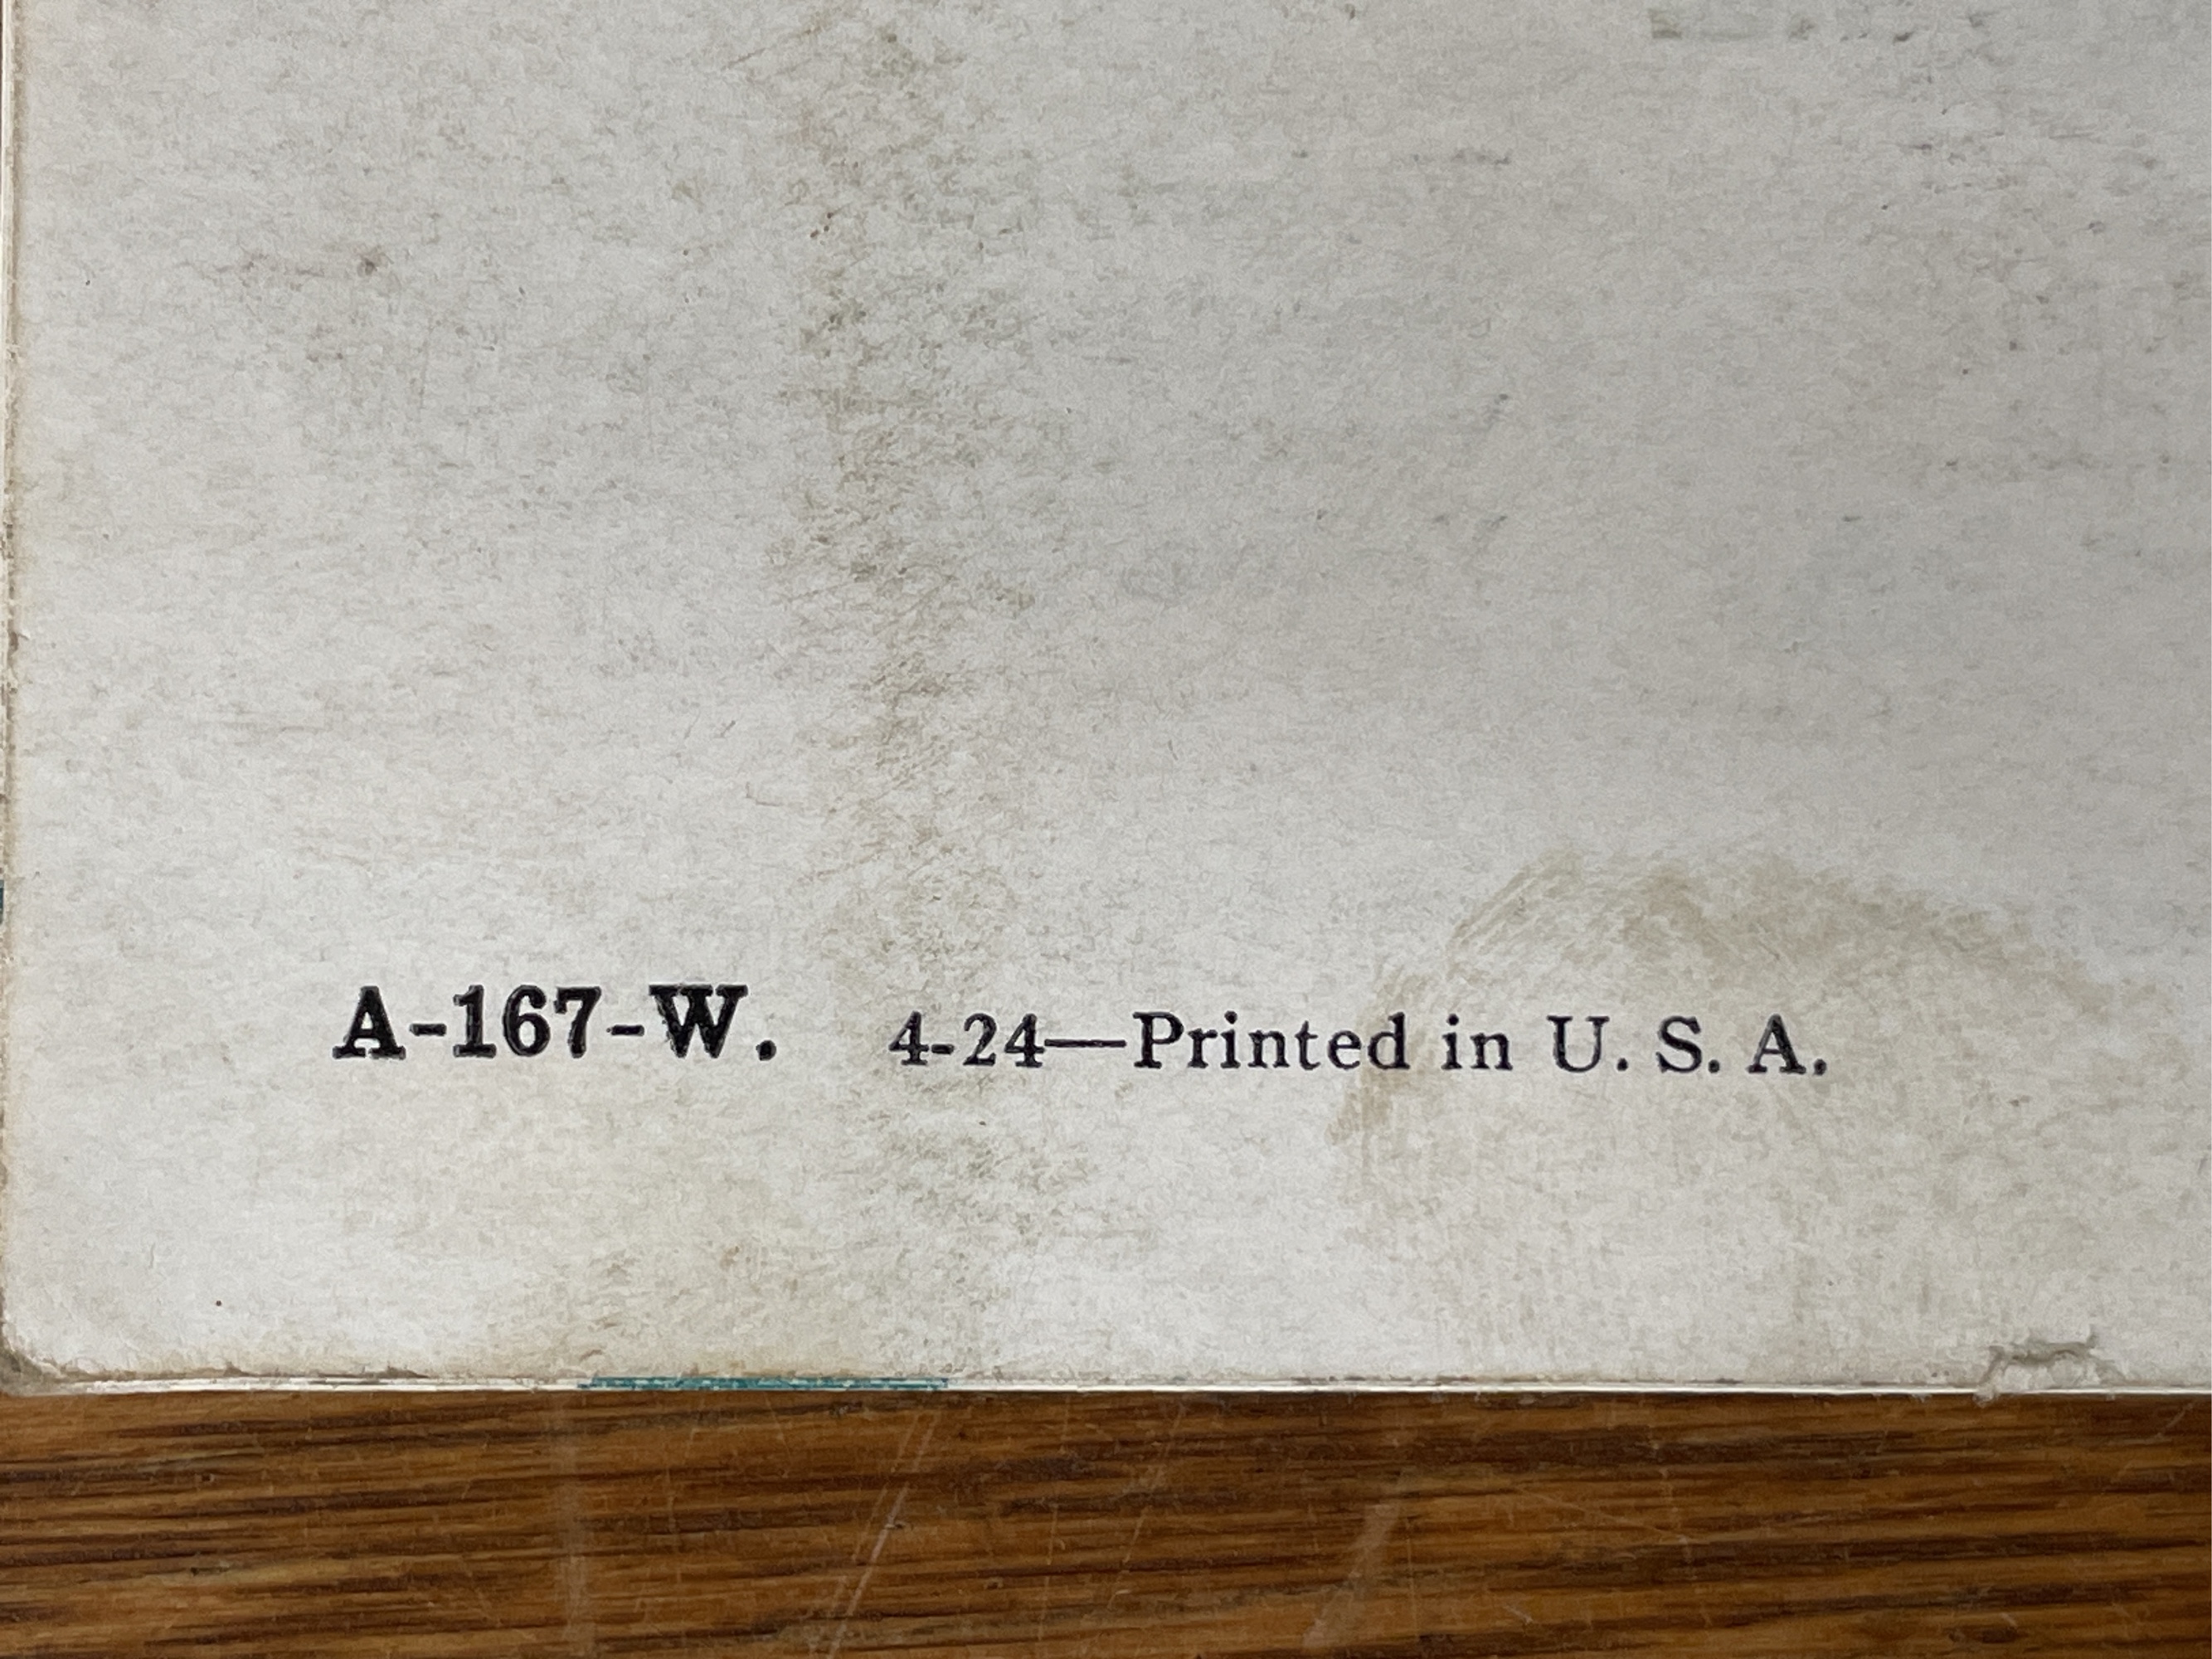 A-167-W. 4-24—Printed in U. S. A.